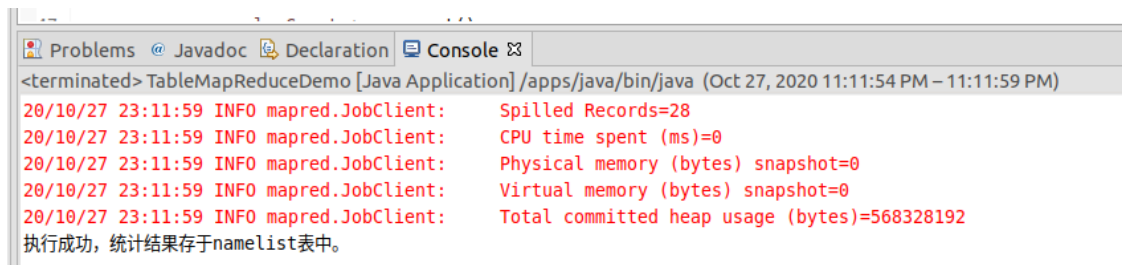 Problems @ Javadoc Declaration Console
<terminated> TableMapReduceDemo [Java Application] /apps/java/bin/java (Oct 27, 2020 11:11:54 PM – 11:11:59 PM)
20/10/27 23:11:59 INFO mapred.JobClient: Spilled Records=28
20/10/27 23:11:59 INFO mapred.JobClient: CPU time spent (ms)=0
20/10/27 23:11:59 INFO mapred.JobClient: Physical memory (bytes) snapshot=0
20/10/27 23:11:59 INFO mapred.JobClient: Virtual memory (bytes) snapshot=0
20/10/27 23:11:59 INFO mapred.JobClient: Total committed heap usage (bytes)=568328192
执行成功，统计结果存于namelist表中。